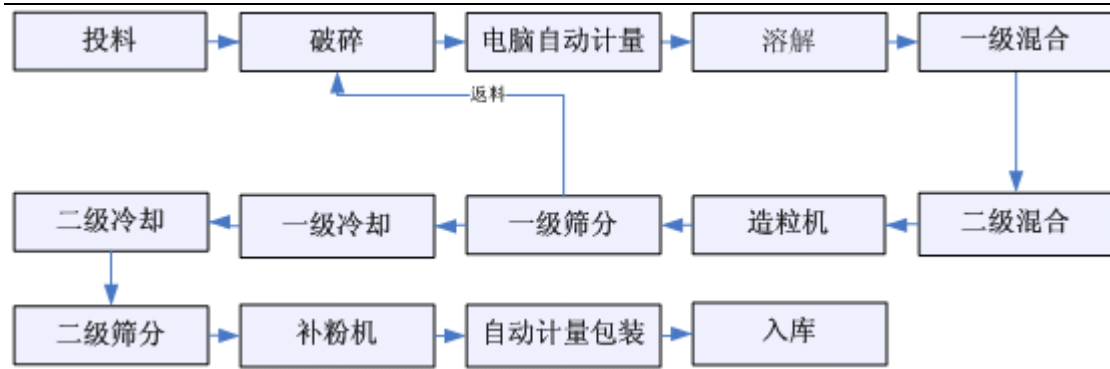 投料
破碎
电脑自动计量
溶解
一级混合
返料
二级冷却
一级冷却
一级筛分
造粒机
二级混合
二级筛分
补粉机
自动计量包装
入库